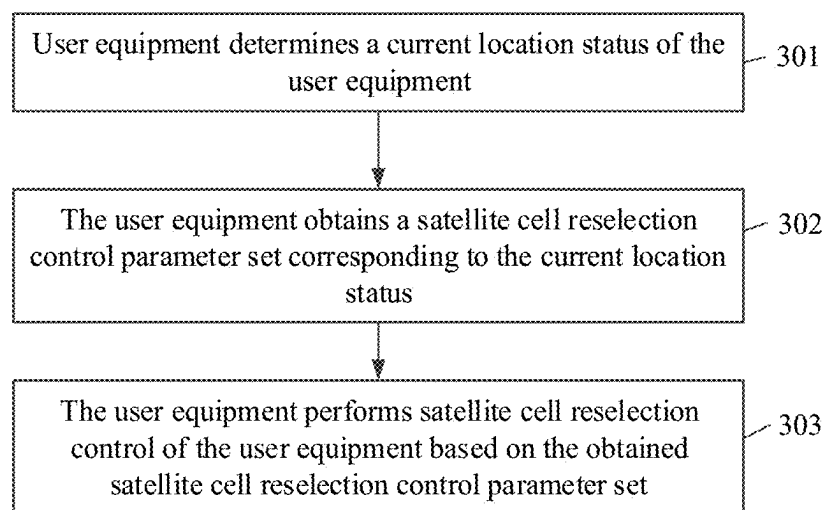 User equipment determines a current location status of the
user equipment
301
The user equipment obtains a satellite cell reselection
control parameter set corresponding to the current location
status
302
The user equipment performs satellite cell reselection
control of the user equipment based on the obtained
satellite cell reselection control parameter set
303